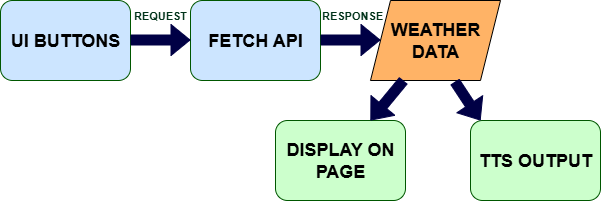 REQUEST
RESPONSE
UI BUTTONS
FETCH API
WEATHER
DATA
DISPLAY ON
PAGE
TTS OUTPUT